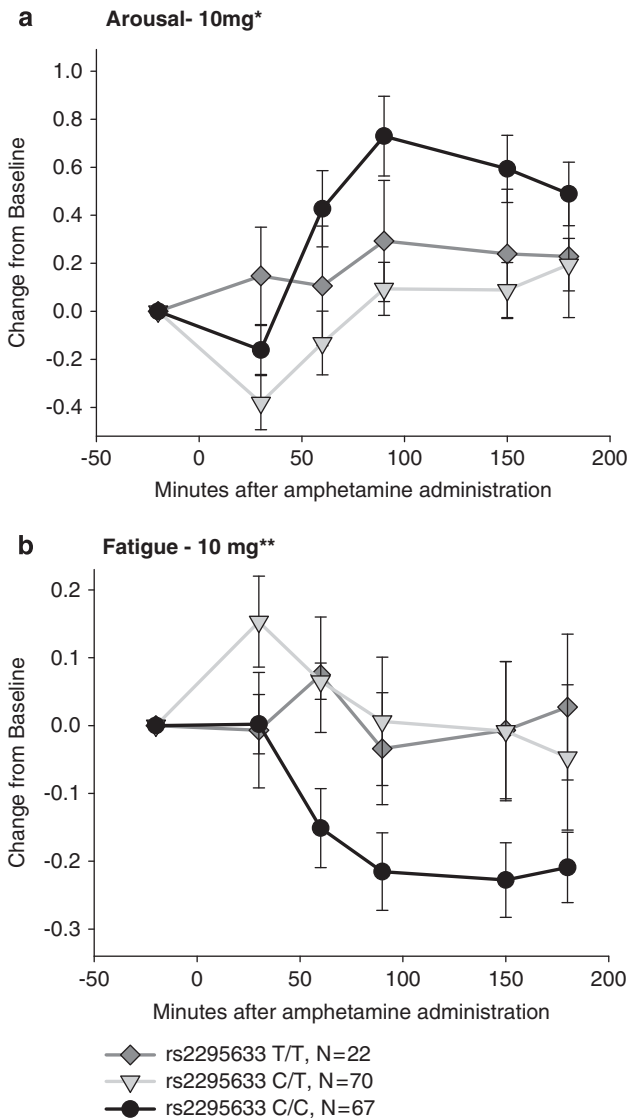 a Arousal- 10mg*
1.0
0.8
0.6
0.4
0.2
0.0
-0.2
-0.4
Change from Baseline
-50 0 50 100 150 200
Minutes after amphetamine administration
b Fatigue - 10 mg**
0.2
0.1
0.0
-0.1
-0.2
-0.3
Change from Baseline
-50 0 50 100 150 200
Minutes after amphetamine administration
rs2295633 T/T, N=22
rs2295633 C/T, N=70
rs2295633 C/C, N=67